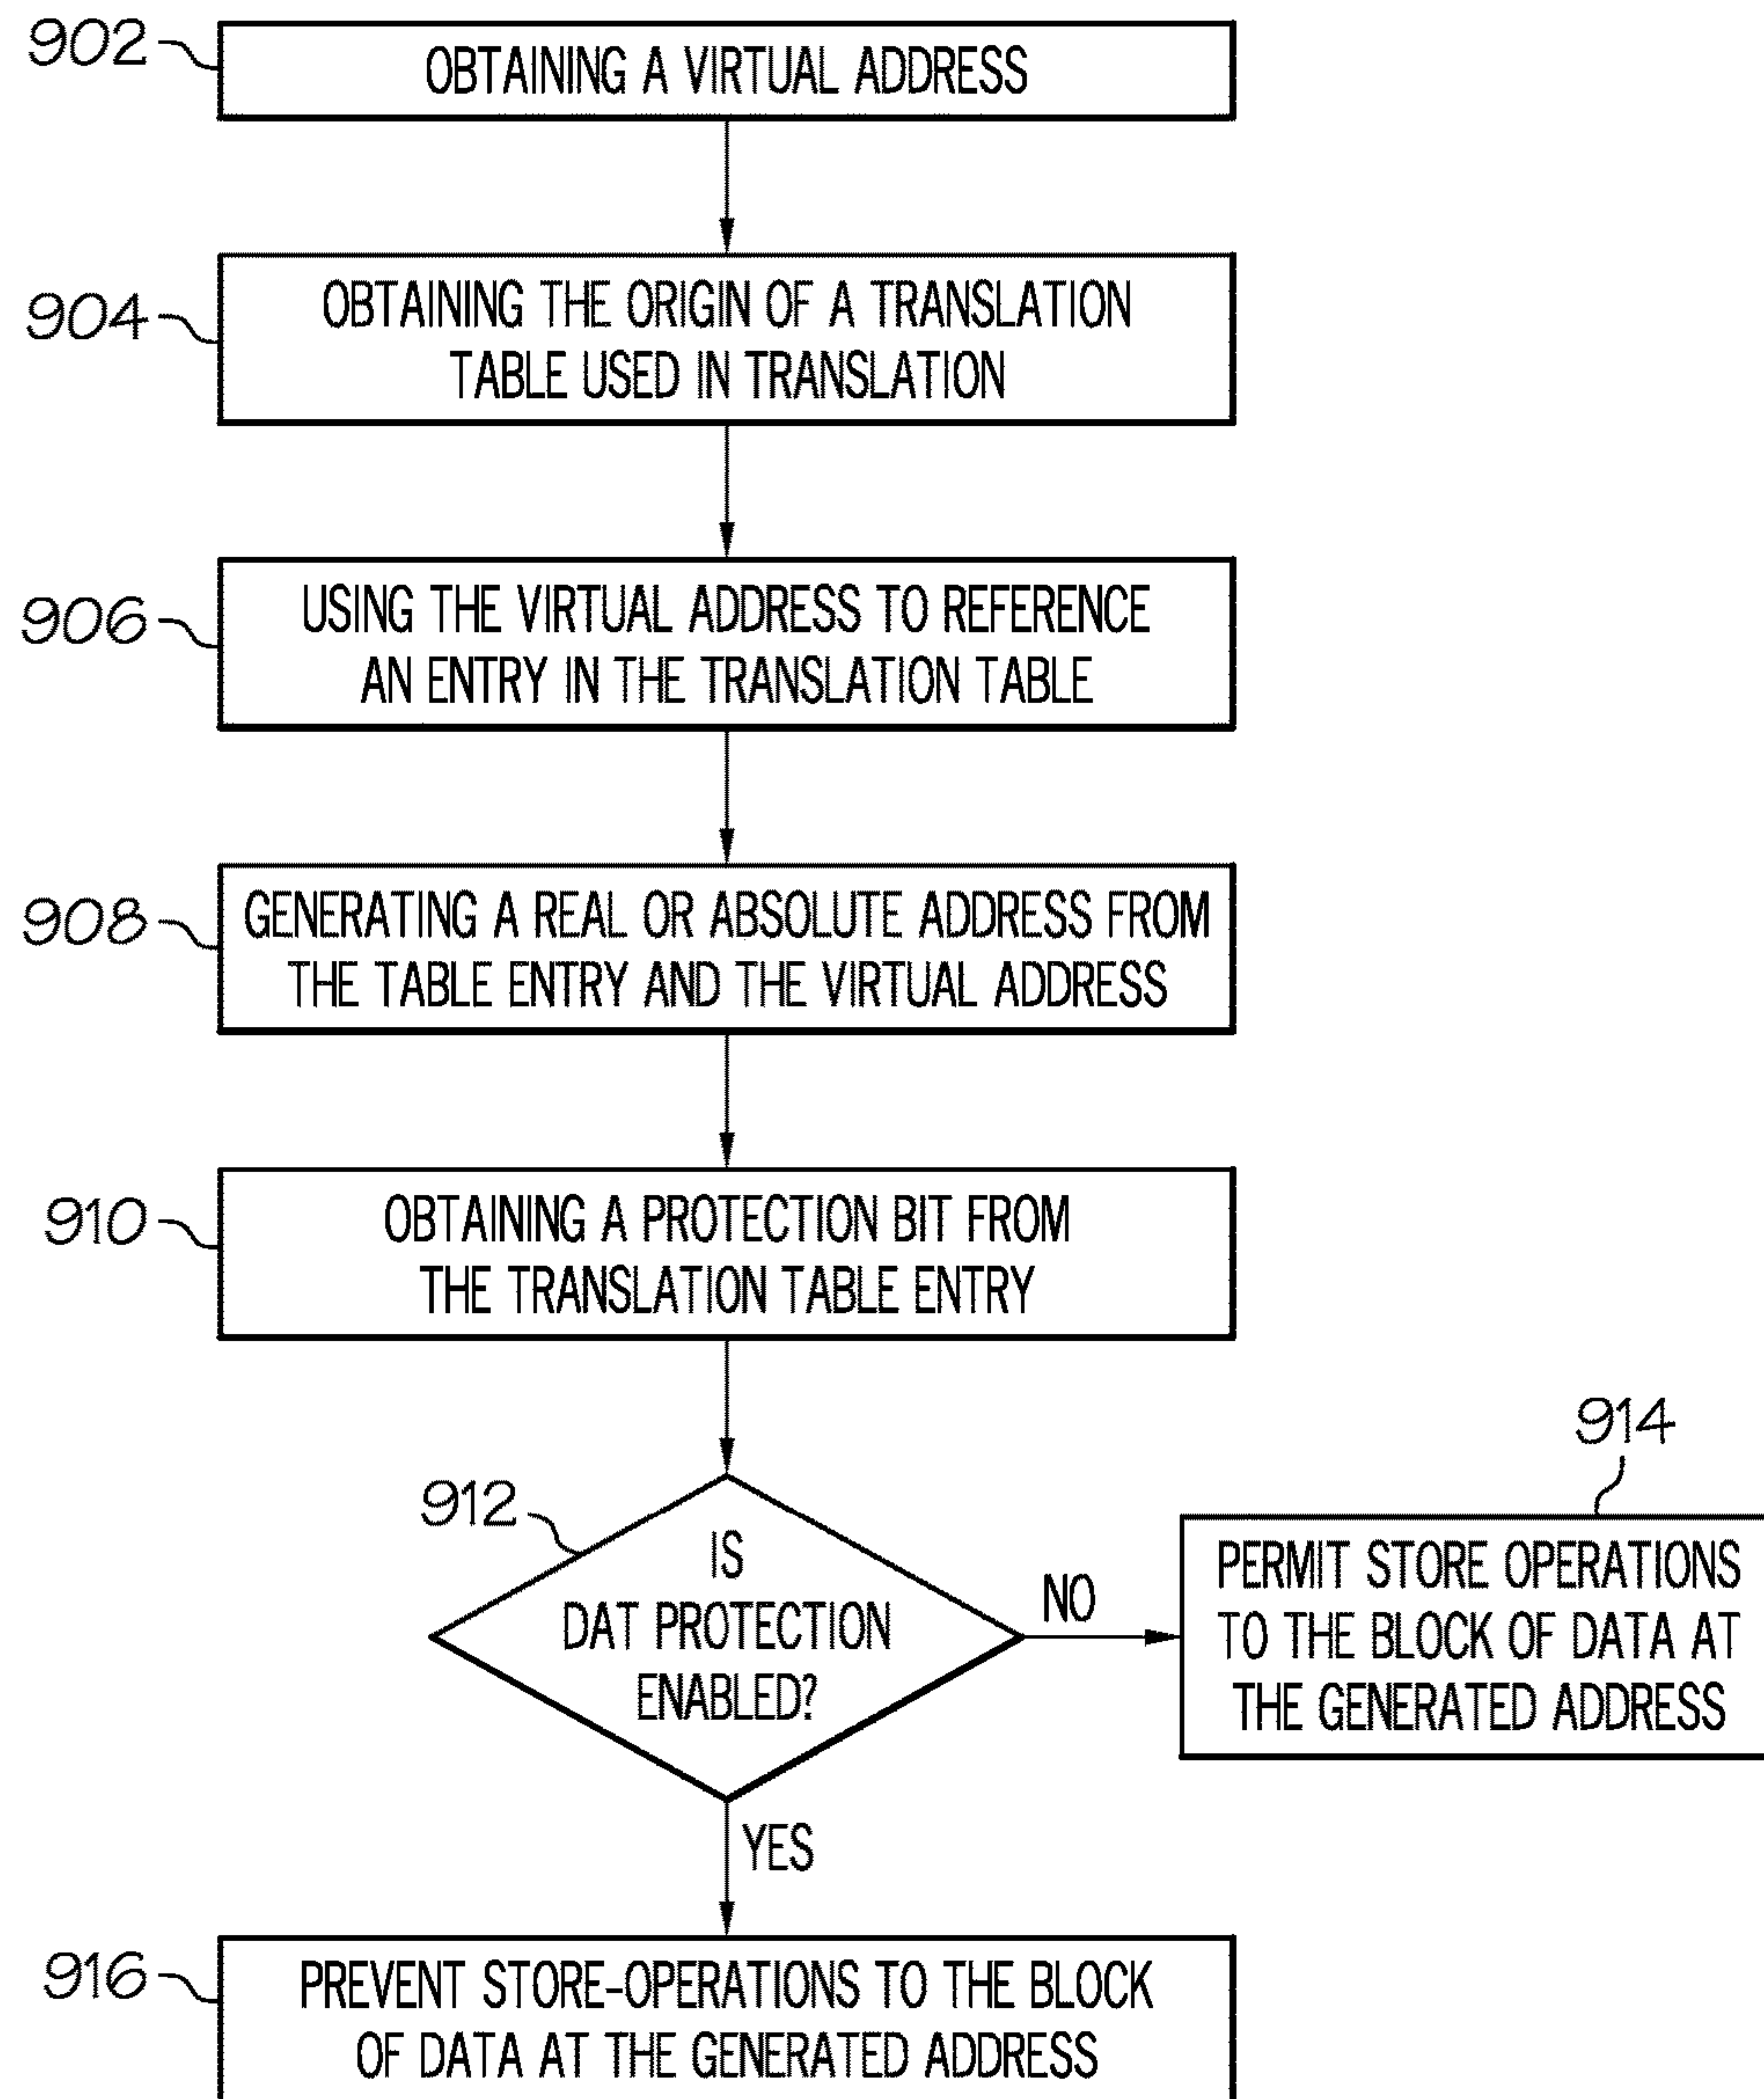 902
OBTAINING A VIRTUAL ADDRESS
904
OBTAINING THE ORIGIN OF A TRANSLATION
TABLE USED IN TRANSLATION
906
USING THE VIRTUAL ADDRESS TO REFERENCE
AN ENTRY IN THE TRANSLATION TABLE
908
GENERATING A REAL OR ABSOLUTE ADDRESS FROM
THE TABLE ENTRY AND THE VIRTUAL ADDRESS
910
OBTAINING A PROTECTION BIT FROM
THE TRANSLATION TABLE ENTRY
912
IS
DAT PROTECTION
ENABLED?
NO
914
PERMIT STORE OPERATIONS
TO THE BLOCK OF DATA AT
THE GENERATED ADDRESS
YES
916
PREVENT STORE-OPERATIONS TO THE BLOCK
OF DATA AT THE GENERATED ADDRESS